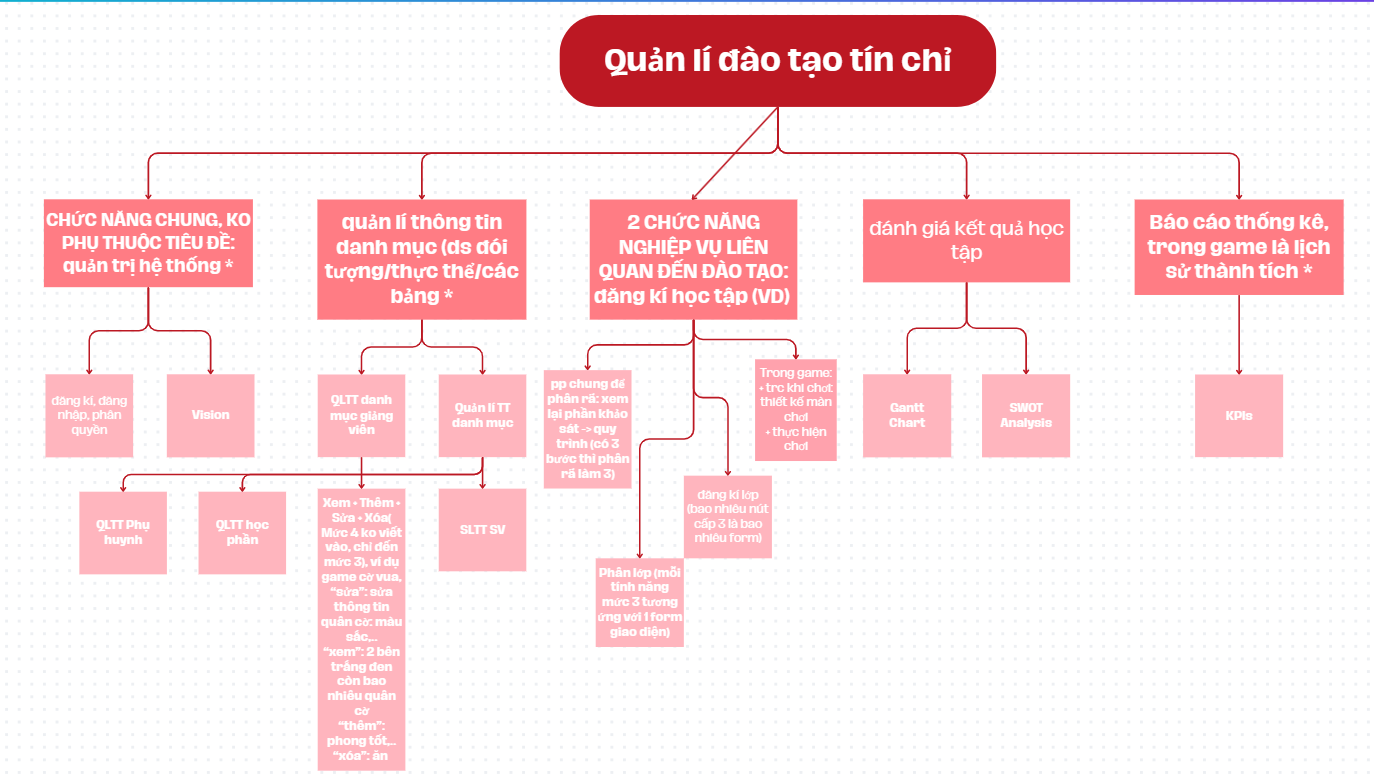 Quản lí đào tạo tín chỉ
CHỨC NĂNG CHUNG, KO
PHỤ THUỘC TIÊU ĐỀ:
quản trị hệ thống *
quản lí thông tin
danh mục (ds đói
tượng/thực thể/các
bảng *
2 CHỨC NĂNG
NGHIỆP VỤ LIÊN
QUAN ĐẾN ĐÀO TẠO:
đăng kí học tập (VD)
đánh giá kết quả học
tập
Báo cáo thống kê,
trong game là lịch
sử thành tích *
đăng kí, đăng
nhập, phân
quyền
Vision
QLTT danh
mục giảng
viên
Quản lí TT
danh mục
pp chung để
phân rã: xem
lại phần khảo
sát -> quy
trình (có 3
bước thì phân
rã làm 3)
Trong game:
+ trc khi chơi
thiết kế màn
chơi
+ thực hiện
chơi
Gantt
Chart
SWOT
Analysis
KPIs
QLTT Phụ
huynh
QLTT học
phần
Xem + Thêm +
Sửa + Xóa(
Mức 4 ko viết
vào, chỉ đến
mức 3), ví dụ
game cờ vua,
“sửa”: sửa
thông tin
quân cờ: màu
sắc,..
“xem”: 2 bên
trắng đen
còn bao
nhiêu quân
cờ
“thêm”:
phong tốt,..
“xóa”: ăn
SLTT SV
đăng kí lớp
(bao nhiêu nút
cấp 3 là bao
nhiêu form)
Phân lớp (mỗi
tính năng
mức 3 tương
ứng với 1 form
giao diện)